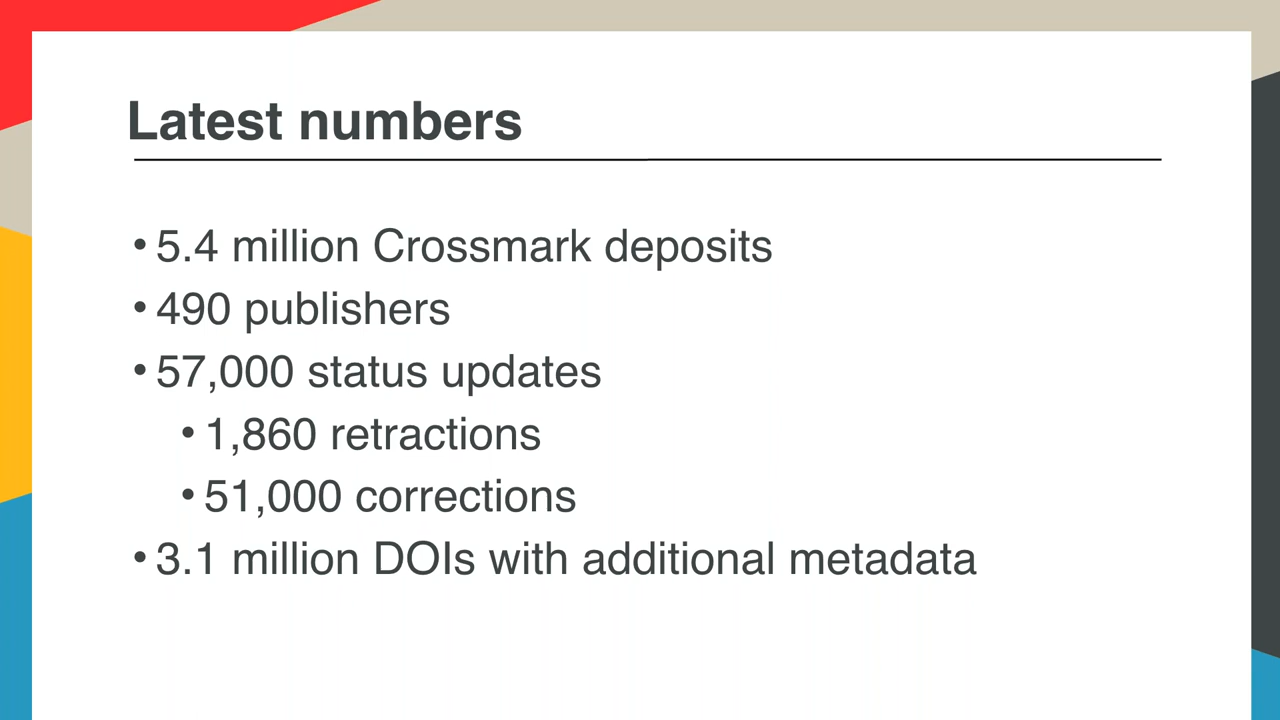 Latest numbers
• 5.4 million Crossmark deposits
• 490 publishers
• 57,000 status updates
• 1,860 retractions
• 51,000 corrections
• 3.1 million DOIs with additional metadata